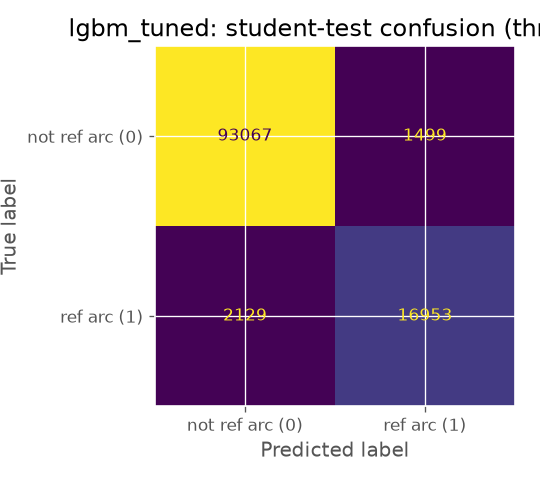 lgbm_tuned: student-test confusion (thr
not ref arc (0)
93067
1499
ref arc (1)
2129
16953
True label
not ref arc (0)
ref arc (1)
Predicted label